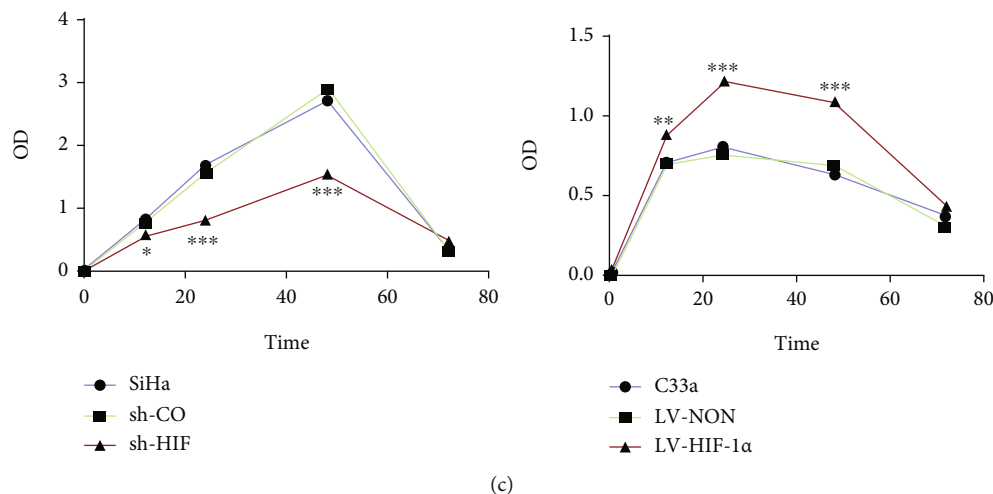 4
3
2
1
0
OD
*
***
***
0
20
40
60
80
Time
SiHa
sh-CO
sh-HIF
1.5
1.0
0.5
0.0
OD
**
***
***
0
20
40
60
80
Time
C33a
LV-NON
LV-HIF-1α
(c)